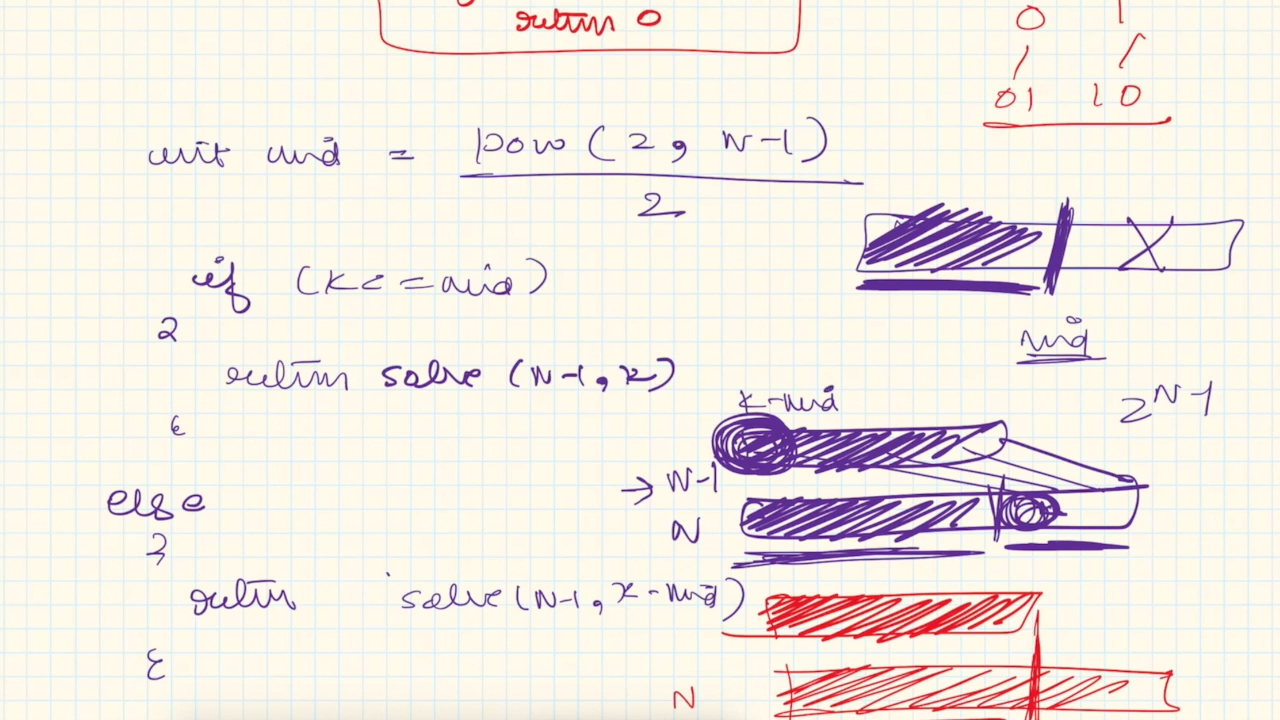 return 0
0 1
01 10
int mid = pow(2, N-1)
2
if (K<=mid)
{
mid
return solve (N-1, K)
2^N-1
}
K-mid
→ N-1
else
N
{
return solve(N-1, K-mid)
}
N